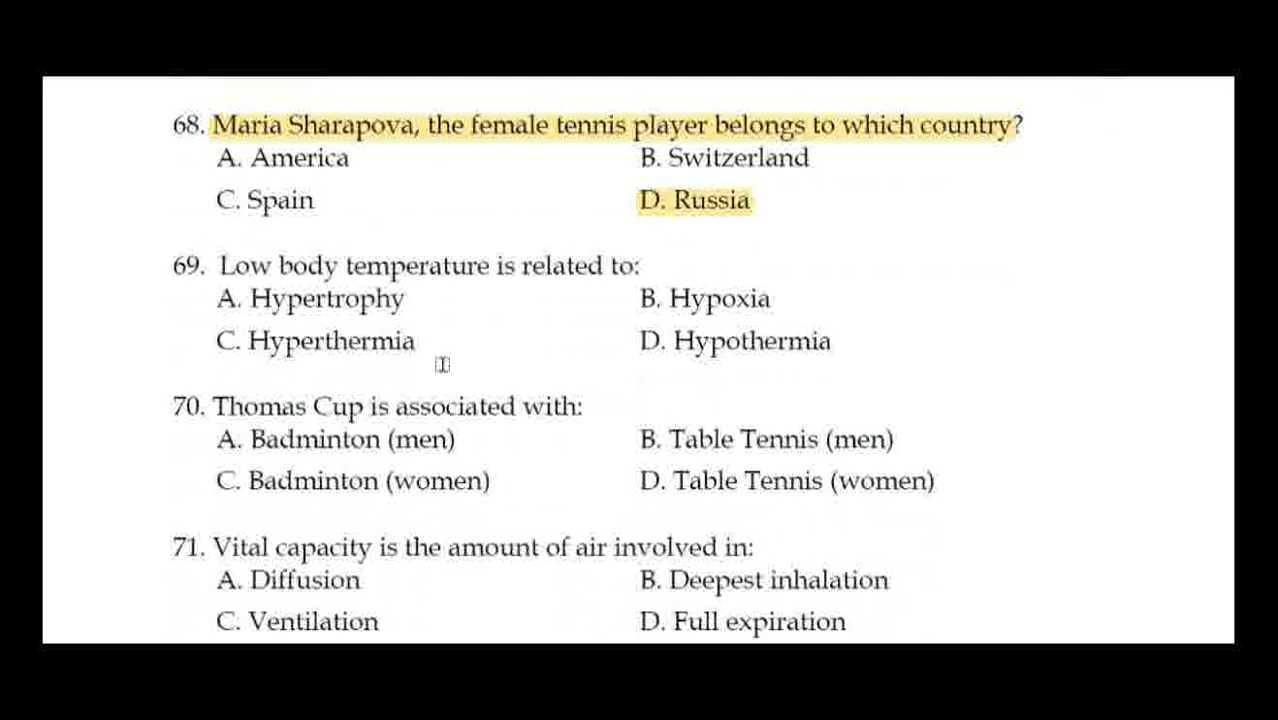 68. Maria Sharapova, the female tennis player belongs to which country?
A. America B. Switzerland
C. Spain D. Russia
69. Low body temperature is related to:
A. Hypertrophy B. Hypoxia
C. Hyperthermia D. Hypothermia
70. Thomas Cup is associated with:
A. Badminton (men) B. Table Tennis (men)
C. Badminton (women) D. Table Tennis (women)
71. Vital capacity is the amount of air involved in:
A. Diffusion B. Deepest inhalation
C. Ventilation D. Full expiration